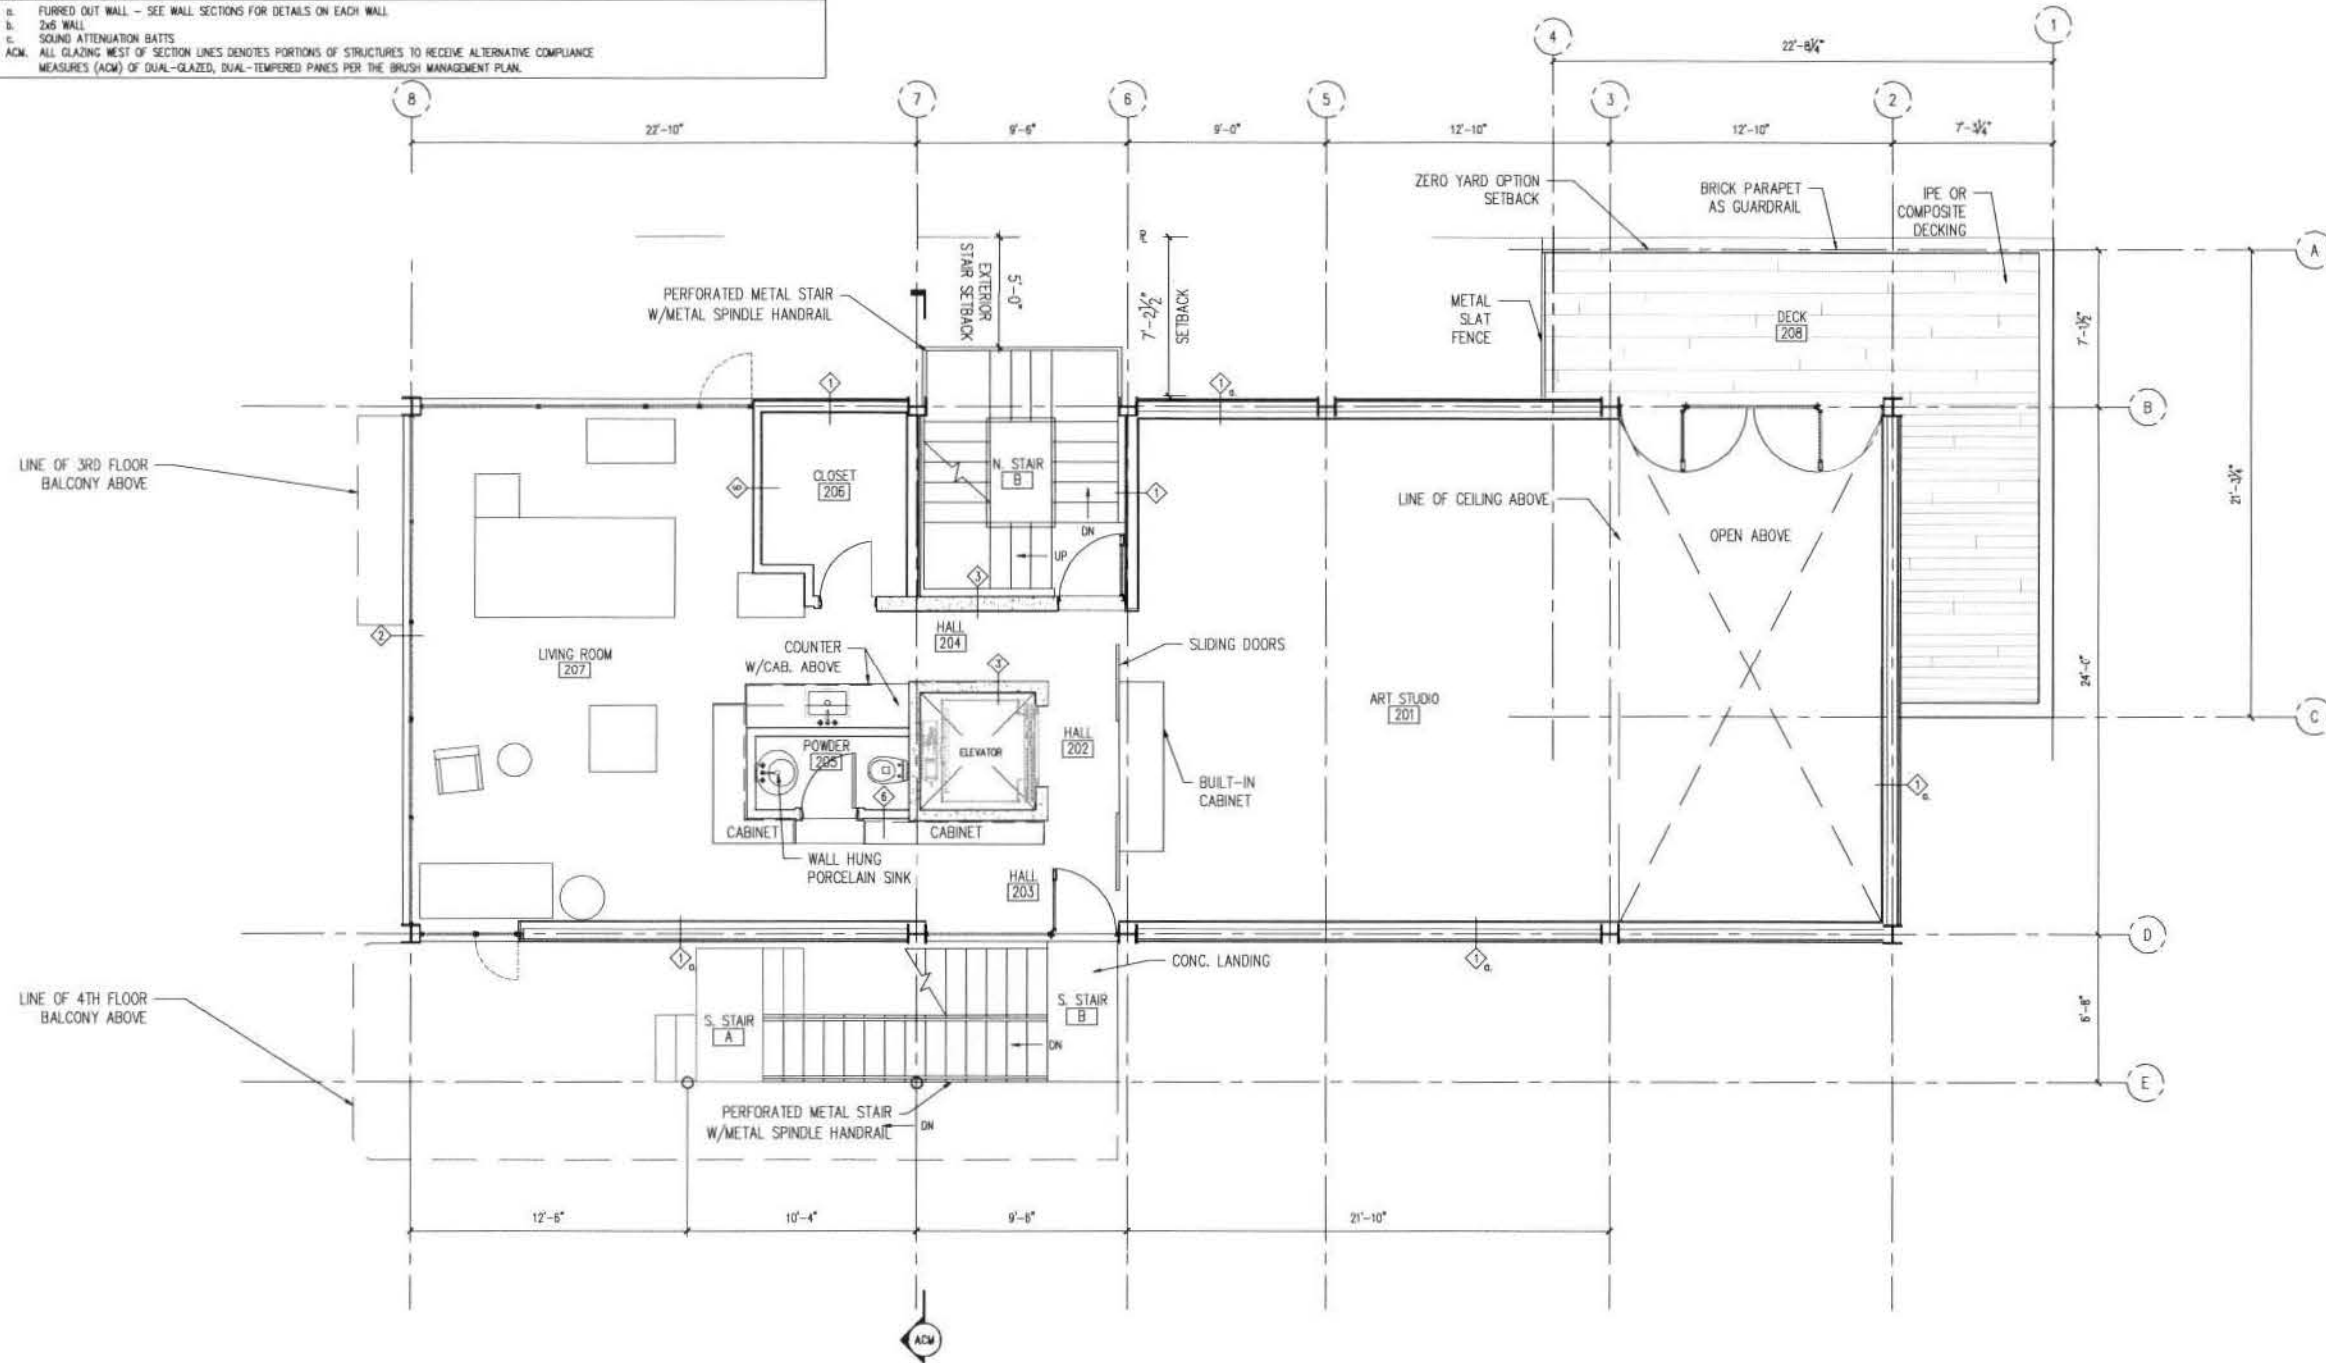 a. FURRED OUT WALL – SEE WALL SECTIONS FOR DETAILS ON EACH WALL
b. 2x6 WALL
c. SOUND ATTENUATION BATTS
ACM. ALL GLAZING WEST OF SECTION LINES DENOTES PORTIONS OF STRUCTURES TO RECEIVE ALTERNATIVE COMPLIANCE
MEASURES (ACM) OF DUAL-GLAZED, DUAL-TEMPERED PANES PER THE BRUSH MANAGEMENT PLAN.
4
1
22'-8¼"
8
7
6
5
3
2
22'-10"
9'-6"
9'-0"
12'-10"
12'-10"
7'-¾"
ZERO YARD OPTION
SETBACK
BRICK PARAPET
AS GUARDRAIL
IPE OR
COMPOSITE
DECKING
A
EXTERIOR
STAIR SETBACK
5'-0"
7'-2½"
SETBACK
PERFORATED METAL STAIR
W/METAL SPINDLE HANDRAIL
METAL
SLAT
FENCE
DECK
208
7'-1½"
1
1
a.
B
LINE OF 3RD FLOOR
BALCONY ABOVE
CLOSET
206
6
N. STAIR
B
1
DN
UP
3
LINE OF CEILING ABOVE
OPEN ABOVE
21'-¾"
2
HALL
204
LIVING ROOM
207
COUNTER
W/CAB. ABOVE
3
SLIDING DOORS
24'-0"
ART STUDIO
201
C
HALL
202
POWDER
205
ELEVATOR
6
BUILT-IN
CABINET
1
a.
CABINET
CABINET
WALL HUNG
PORCELAIN SINK
HALL
203
D
1
a.
CONC. LANDING
1
a.
LINE OF 4TH FLOOR
BALCONY ABOVE
S. STAIR
A
S. STAIR
B
DN
6'-8"
E
PERFORATED METAL STAIR
W/METAL SPINDLE HANDRAIL
DN
12'-6"
10'-4"
9'-6"
21'-10"
ACM